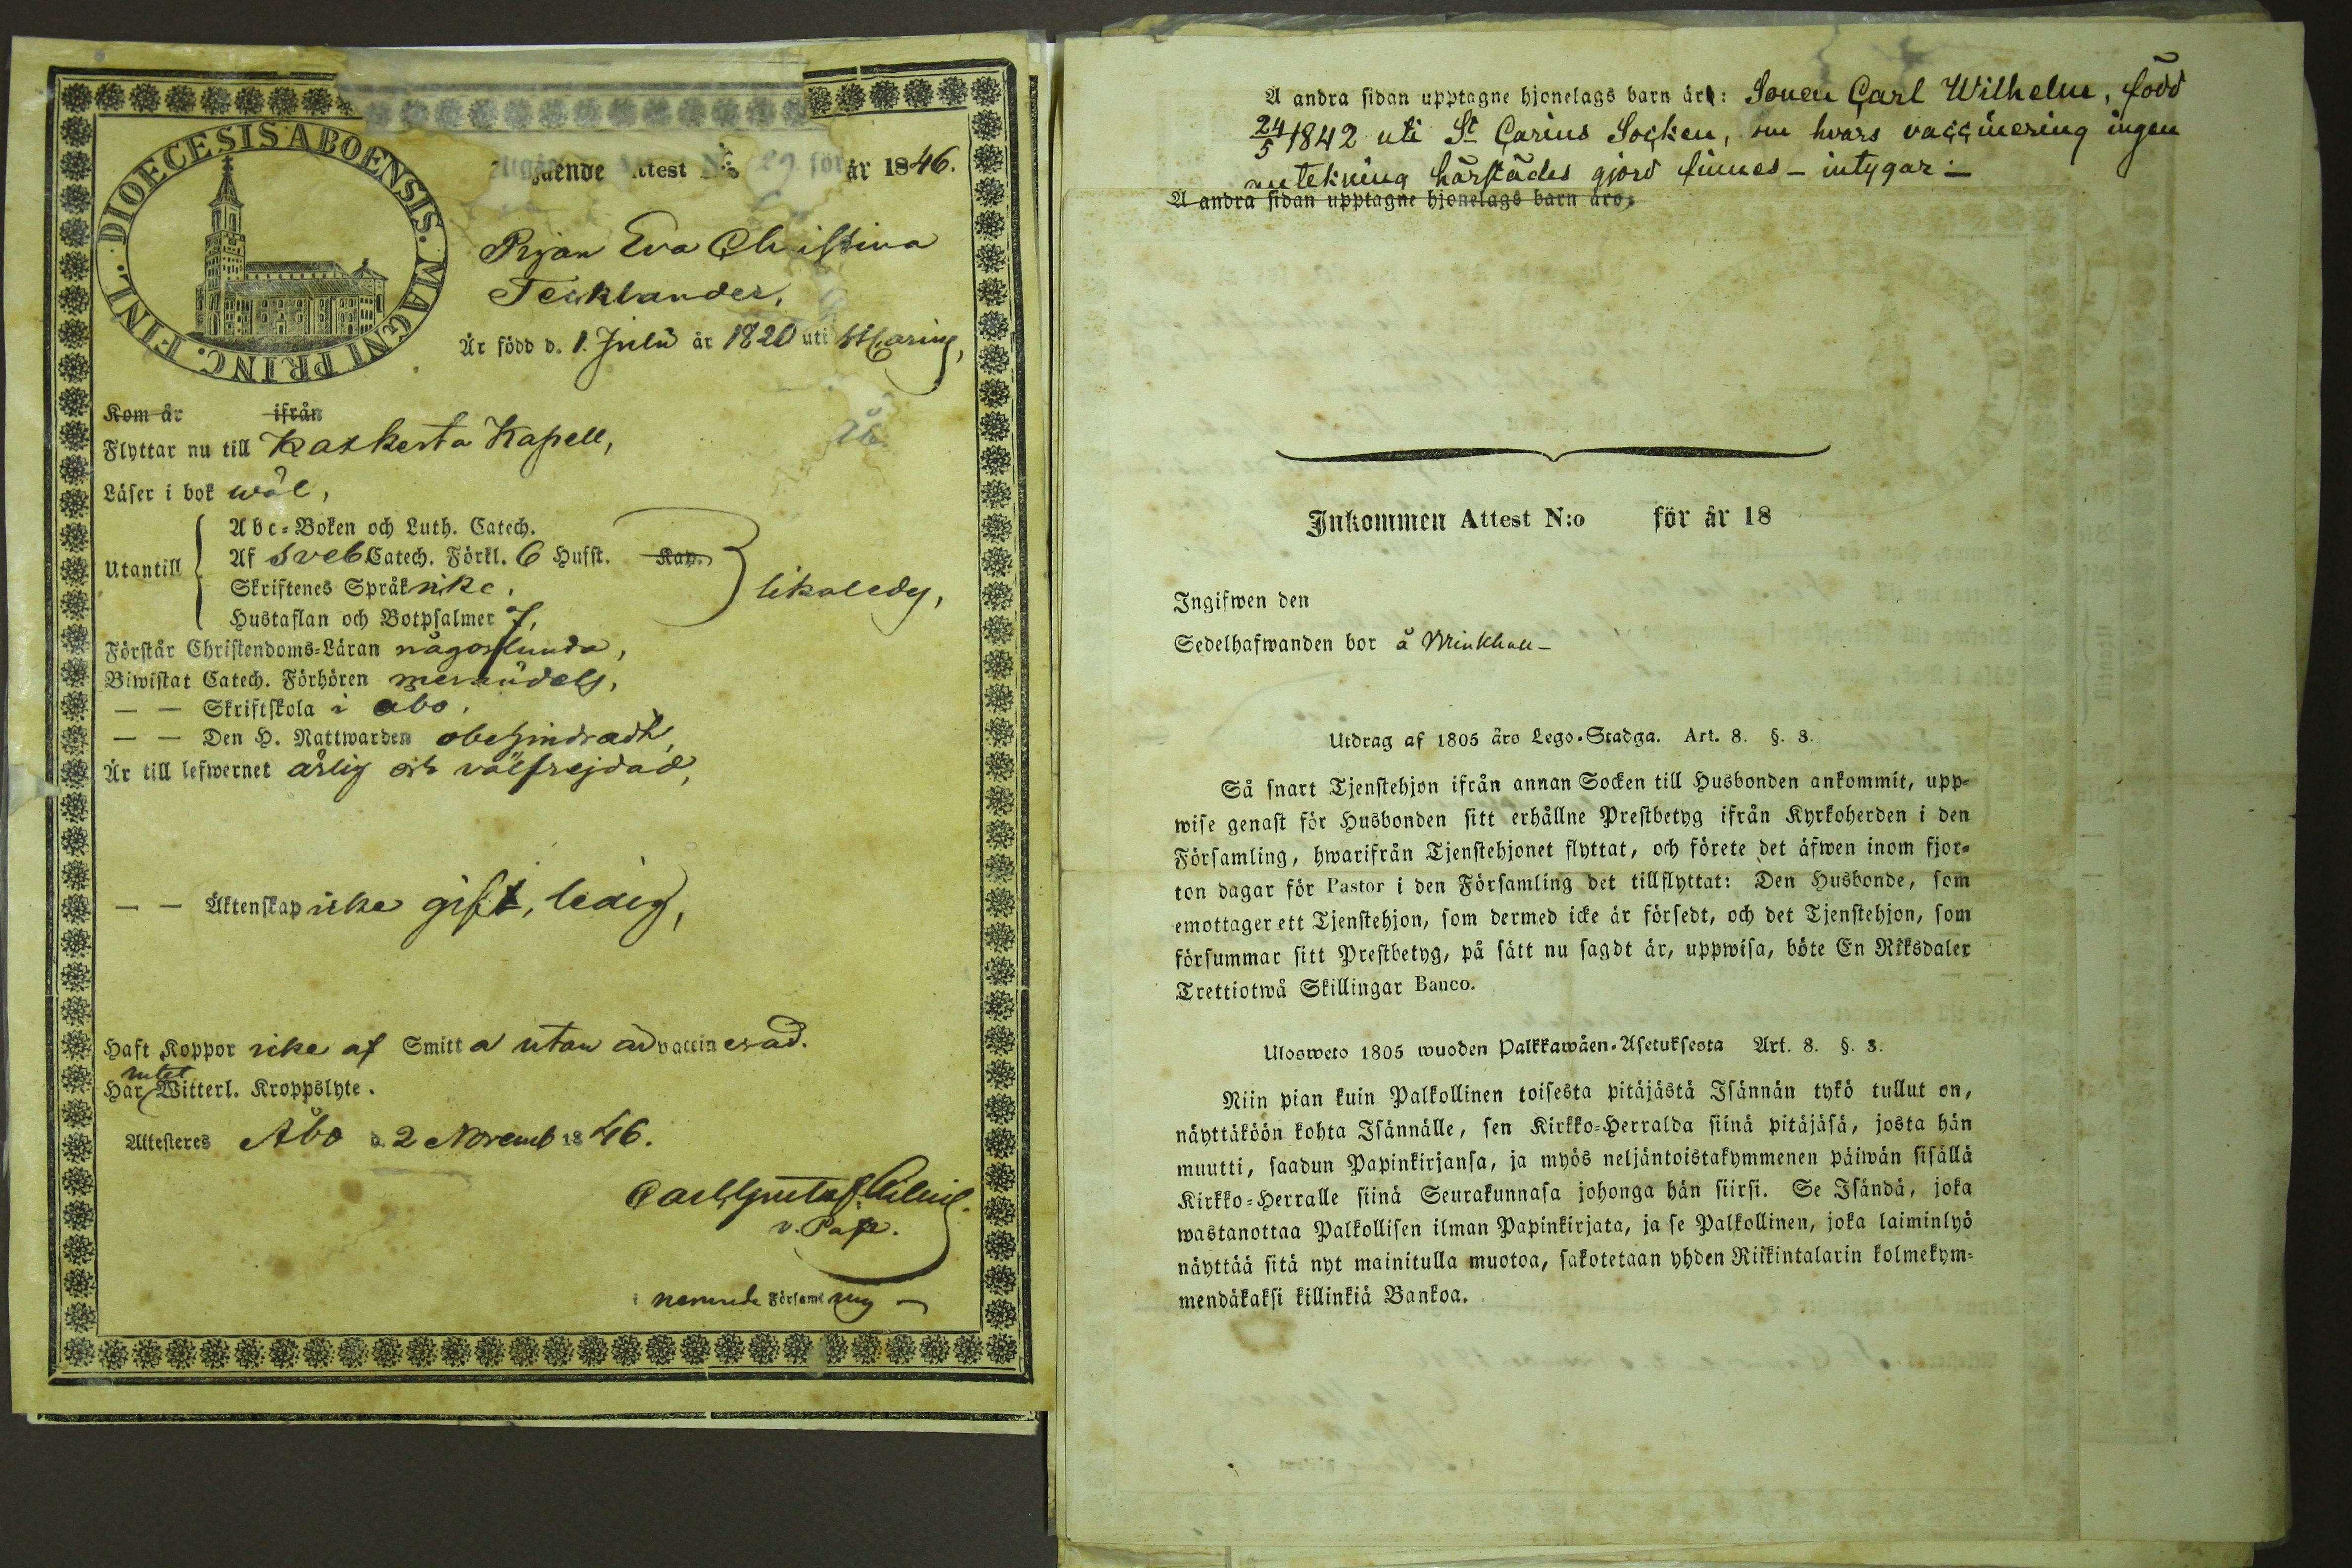 DIOECESIS ABOENSIS. MAGNI PRINC. FINL.
Utgående Attest N:o 29 för år 1846.
Pigan Eva Christina
Tecklander,
Är född d. 1. Julii år 1820 uti St Carins,
Kom år ifrån
Flyttar nu till Kaskerta Kapell,
Läser i bok wäl,
Utantill
Abc-Boken och Luth. Catech.
Af Sveb. Catech. Förkl. 6 Hufst. Kap.
Skriftenes Språk icke,
Hustaflan och Botpsalmer 7,
likaledes,
Förstår Christendoms-Läran någorlunda,
Biwistat Catech. Förhören merändels,
— — Skriftskola i Åbo,
— — Den H. Nattwarden obehindradt,
Är till lefwernet ärlig och välfrejdad,
— — Äktenskap icke gift, ledig,
Haft Koppor icke af Smitta utan är vaccinerad.
intet
Har Witterl. Kroppslyte.
Attesteres Åbo d. 2 Novemb 1846.
Carl Gustaf
v. Past.
i nemnde Församling —
Å andra sidan upptagne hjonelags barn är: Sonen Carl Wilhelm, född
24/5 1842 uti St Carins Socken, om hvars vaccinering ingen
antekning härstädes gjord finnes – intygar –
Å andra sidan upptagne hjonelags barn äro:
Inkommen Attest N:o för år 18
Ingifwen den
Sedelhafwanden bor å
Utdrag af 1805 års Lego-Stadga. Art. 8. §. 3.
Så snart Tjenstehjon ifrån annan Socken till Husbonden ankommit, upp-
wise genast för Husbonden sitt erhållne Prestbetyg ifrån Kyrkoherden i den
Församling, hwarifrån Tjenstehjonet flyttat, och förete det äfwen inom fjor-
ton dagar för Pastor i den Församling det tillflyttat: Den Husbonde, som
emottager ett Tjenstehjon, som dermed icke är försedt, och det Tjenstehjon, som
försummar sitt Prestbetyg, på sätt nu sagdt är, uppwisa, böte En Riksdaler
Trettiotwå Skillingar Banco.
Ulosweto 1805 wuoden Palkkawäen-Asetuksesta Art. 8. §. 3.
Niin pian kuin Palkollinen toisesta pitäjästä Isännän tykö tullut on,
näyttäköön kohta Isännälle, sen Kirkko-Herralda siinä pitäjäsä, josta hän
muutti, saadun Papinkirjansa, ja myös neljäntoistakymmenen päiwän sisällä
Kirkko-Herralle siinä Seurakunnasa johonga hän siirsi. Se Isändä, joka
wastanottaa Palkollisen ilman Papinkirjata, ja se Palkollinen, joka laiminlyö
näyttää sitä nyt mainitulla muotoa, sakotetaan yhden Riikintalarin kolmekym-
mendäkaksi killinkiä Bankoa.